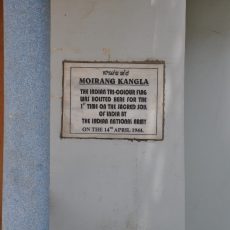 MOIRANG KANGLA
THE INDIAN TRI-COLOUR FLAG
WAS HOISTED HERE FOR THE
1ST TIME ON THE SACRED SOIL
OF INDIA BY
THE INDIAN NATIONAL ARMY
ON THE 14TH APRIL 1944.